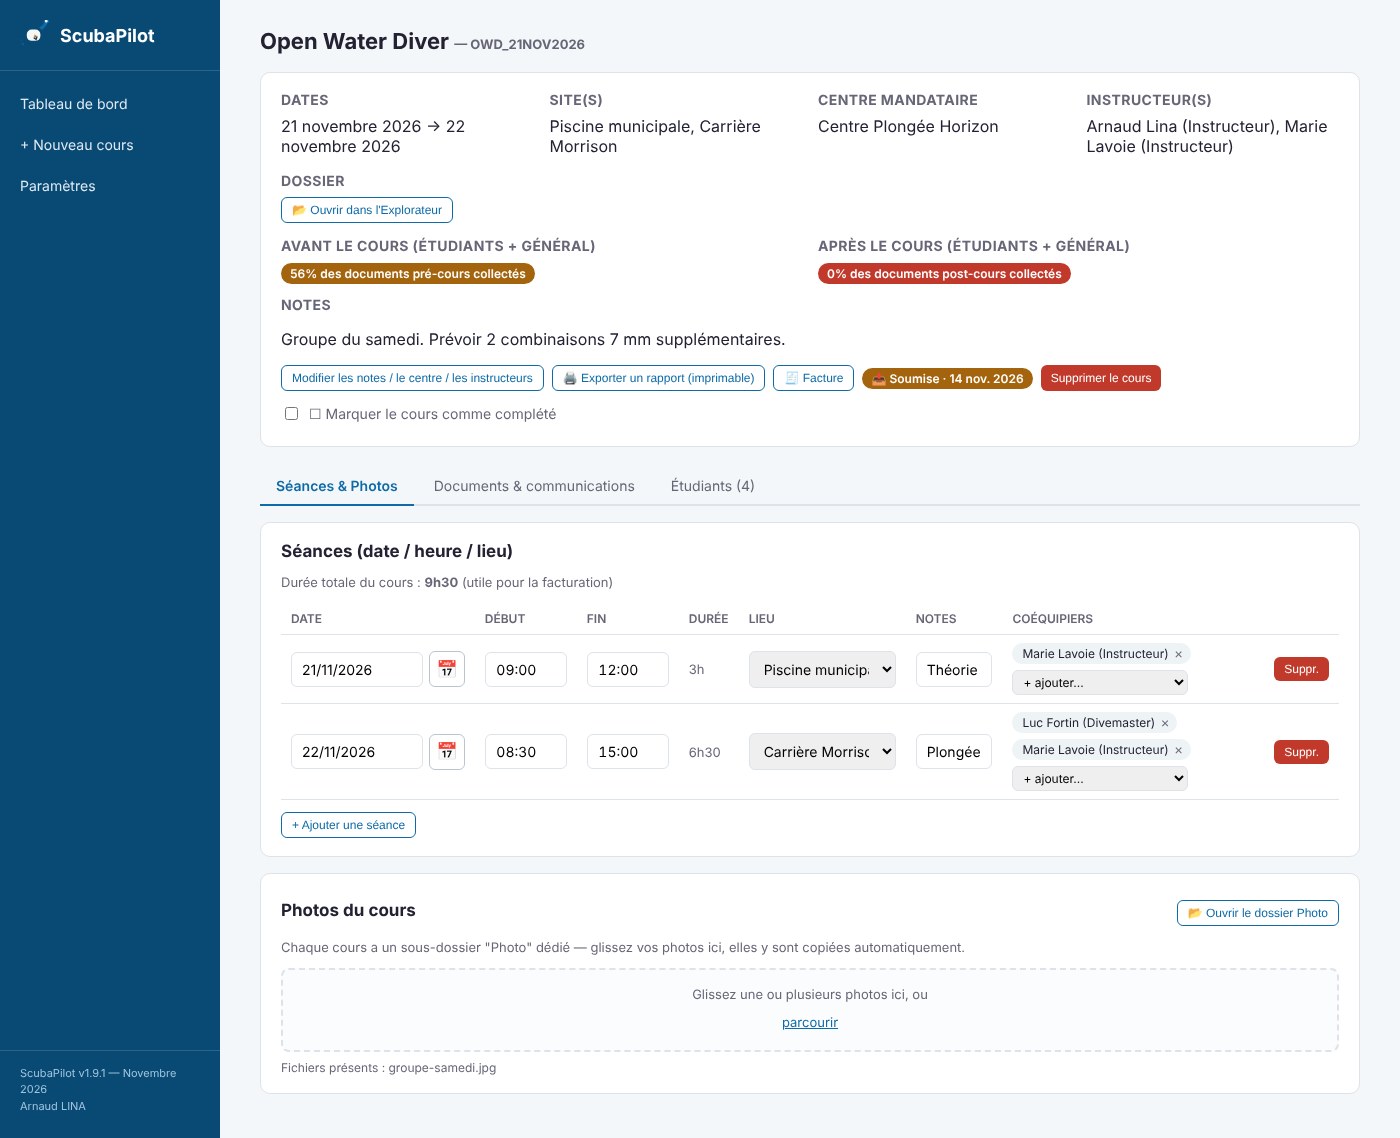 ScubaPilot
Tableau de bord
+ Nouveau cours
Paramètres
ScubaPilot v1.9.1 — Novembre
2026
Arnaud LINA
Open Water Diver — OWD_21NOV2026
DATES
21 novembre 2026 → 22
novembre 2026
SITE(S)
Piscine municipale, Carrière
Morrison
CENTRE MANDATAIRE
Centre Plongée Horizon
INSTRUCTEUR(S)
Arnaud Lina (Instructeur), Marie
Lavoie (Instructeur)
DOSSIER
Ouvrir dans l'Explorateur
AVANT LE COURS (ÉTUDIANTS + GÉNÉRAL)
56% des documents pré-cours collectés
APRÈS LE COURS (ÉTUDIANTS + GÉNÉRAL)
0% des documents post-cours collectés
NOTES
Groupe du samedi. Prévoir 2 combinaisons 7 mm supplémentaires.
Modifier les notes / le centre / les instructeurs
Exporter un rapport (imprimable)
Facture
Soumise · 14 nov. 2026
Supprimer le cours
☐ Marquer le cours comme complété
Séances & Photos
Documents & communications
Étudiants (4)
Séances (date / heure / lieu)
Durée totale du cours : 9h30 (utile pour la facturation)
DATE DÉBUT FIN DURÉE LIEU NOTES COÉQUIPIERS
21/11/2026 09:00 12:00 3h Piscine municipa Théorie
Marie Lavoie (Instructeur) ×
+ ajouter...
Suppr.
22/11/2026 08:30 15:00 6h30 Carrière Morrisc Plongée
Luc Fortin (Divemaster) ×
Marie Lavoie (Instructeur) ×
+ ajouter...
Suppr.
+ Ajouter une séance
Photos du cours
Ouvrir le dossier Photo
Chaque cours a un sous-dossier "Photo" dédié — glissez vos photos ici, elles y sont copiées automatiquement.
Glissez une ou plusieurs photos ici, ou
parcourir
Fichiers présents : groupe-samedi.jpg